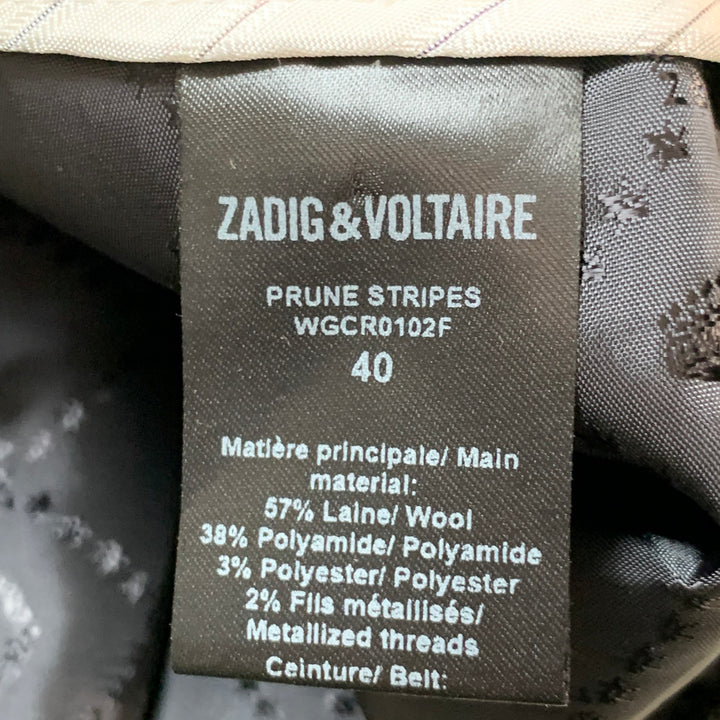 ZADIG&VOLTAIRE
PRUNE STRIPES
WGCR0102F
40
Matière principale/ Main
material:
57% Laine/ Wool
38% Polyamide/ Polyamide
3% Polyester/ Polyester
2% Fils métallisés/
Metallized threads
Ceinture/ Belt: